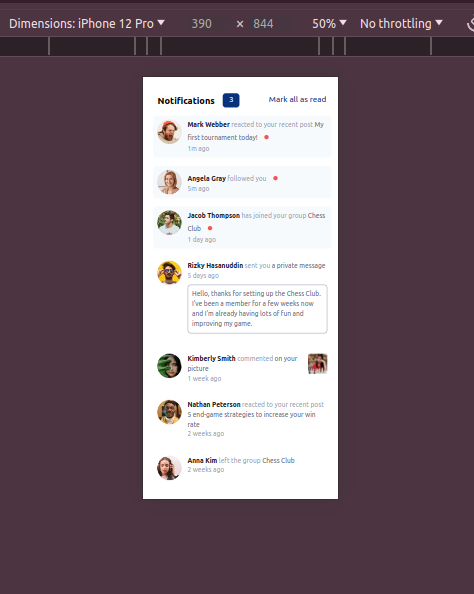 Dimensions: iPhone 12 Pro 390 × 844 50% No throttling
Notifications 3 Mark all as read
Mark Webber reacted to your recent post My
first tournament today!
1m ago
Angela Gray followed you
5m ago
Jacob Thompson has joined your group Chess
Club
1 day ago
Rizky Hasanuddin sent you a private message
5 days ago
Hello, thanks for setting up the Chess Club.
I've been a member for a few weeks now
and I'm already having lots of fun and
improving my game.
Kimberly Smith commented on your
picture
1 week ago
Nathan Peterson reacted to your recent post
5 end-game strategies to increase your win
rate
2 weeks ago
Anna Kim left the group Chess Club
2 weeks ago